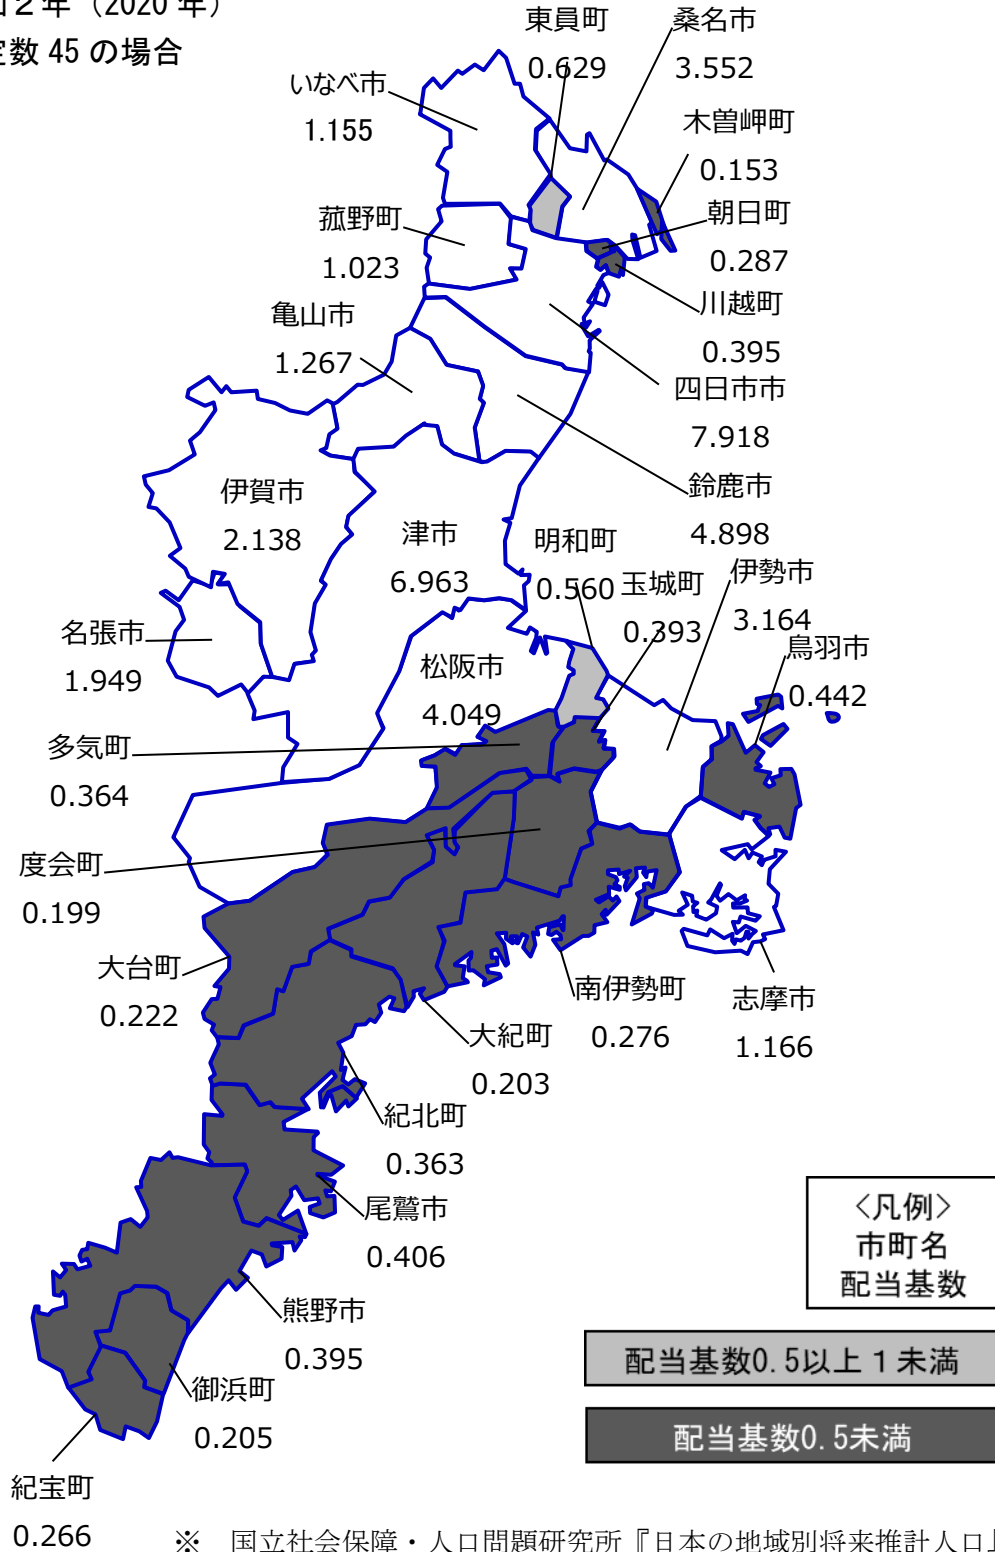 ２年（2020 年）
定数 45 の場合
東員町
0.629
桑名市
3.552
いなべ市
1.155
木曽岬町
0.153
菰野町
1.023
朝日町
0.287
亀山市
1.267
川越町
0.395
四日市市
7.918
伊賀市
2.138
鈴鹿市
4.898
津市
6.963
明和町
0.560
玉城町
0.393
伊勢市
3.164
名張市
1.949
松阪市
4.049
鳥羽市
0.442
多気町
0.364
度会町
0.199
大台町
0.222
南伊勢町
0.276
志摩市
1.166
大紀町
0.203
紀北町
0.363
尾鷲市
0.406
熊野市
0.395
御浜町
0.205
紀宝町
0.266
〈凡例〉
市町名
配当基数
配当基数0.5以上１未満
配当基数0.5未満
※　国立社会保障・人口問題研究所『日本の地域別将来推計人口』